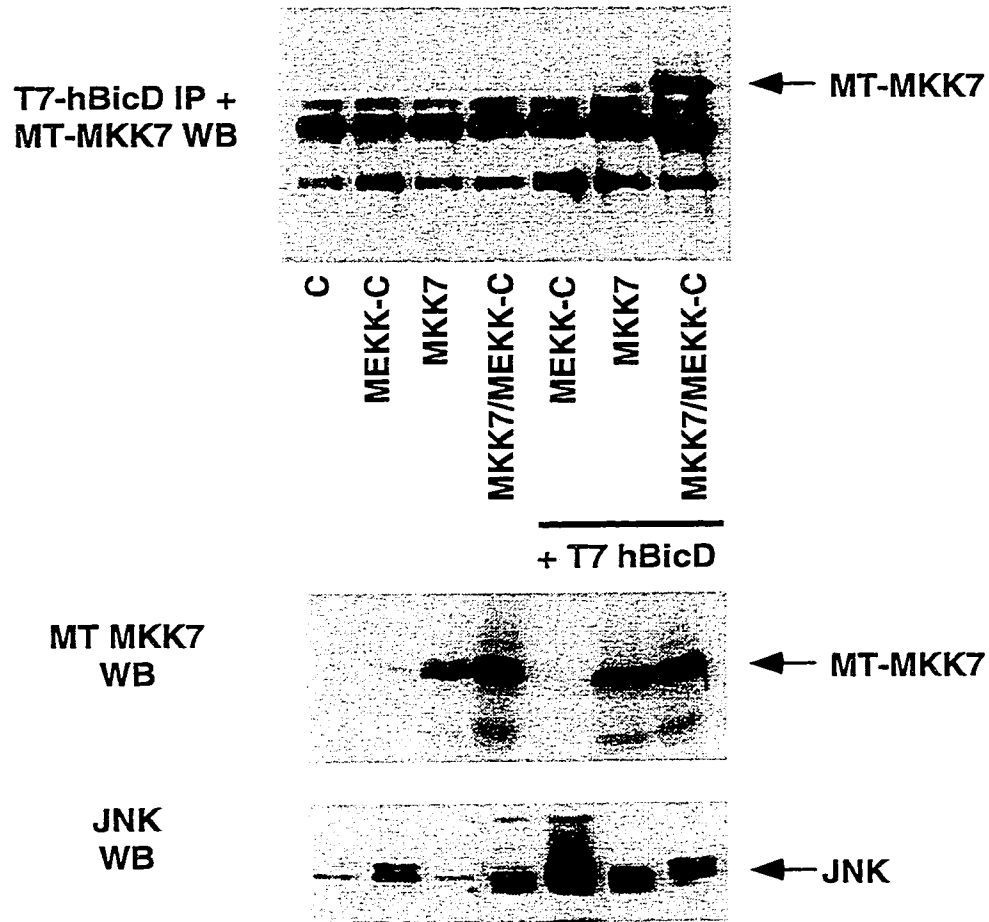 T7-hBicD IP +
MT-MKK7 WB
MT-MKK7
C
MEKK-C
MKK7
MKK7/MEKK-C
MEKK-C
MKK7
MKK7/MEKK-C
+ T7 hBicD
MT MKK7
WB
MT-MKK7
JNK
WB
JNK